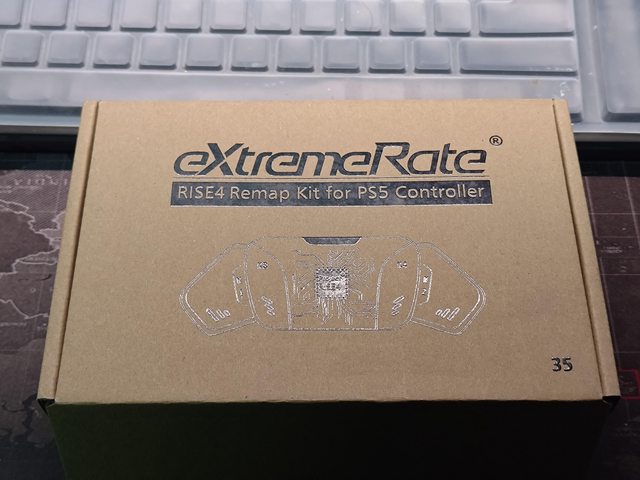 eXtremeRate®
RISE4 Remap Kit for PS5 Controller
35